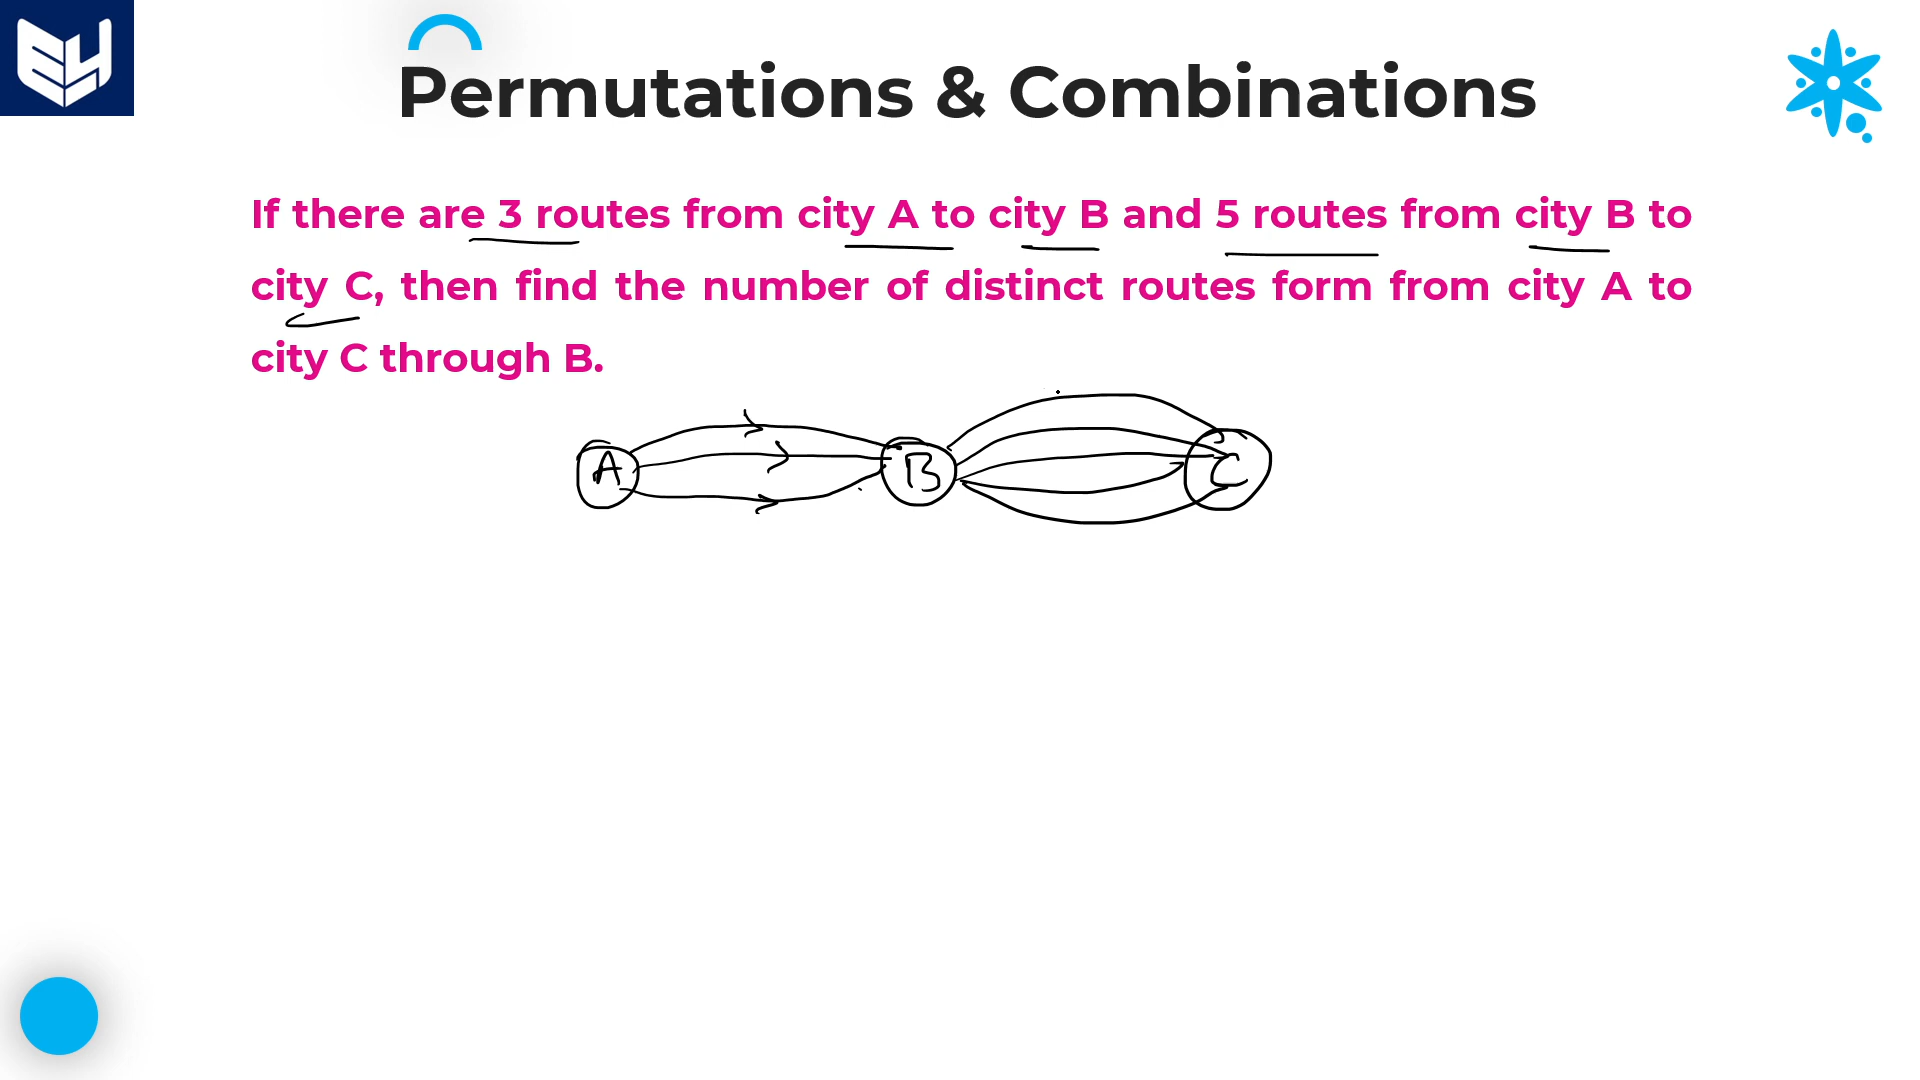 Permutations & Combinations
If there are 3 routes from city A to city B and 5 routes from city B to
city C, then find the number of distinct routes form from city A to
city C through B.
A B C